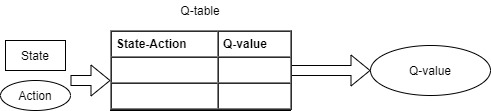 Q-table
State-Action Q-value
State
Action
Q-value